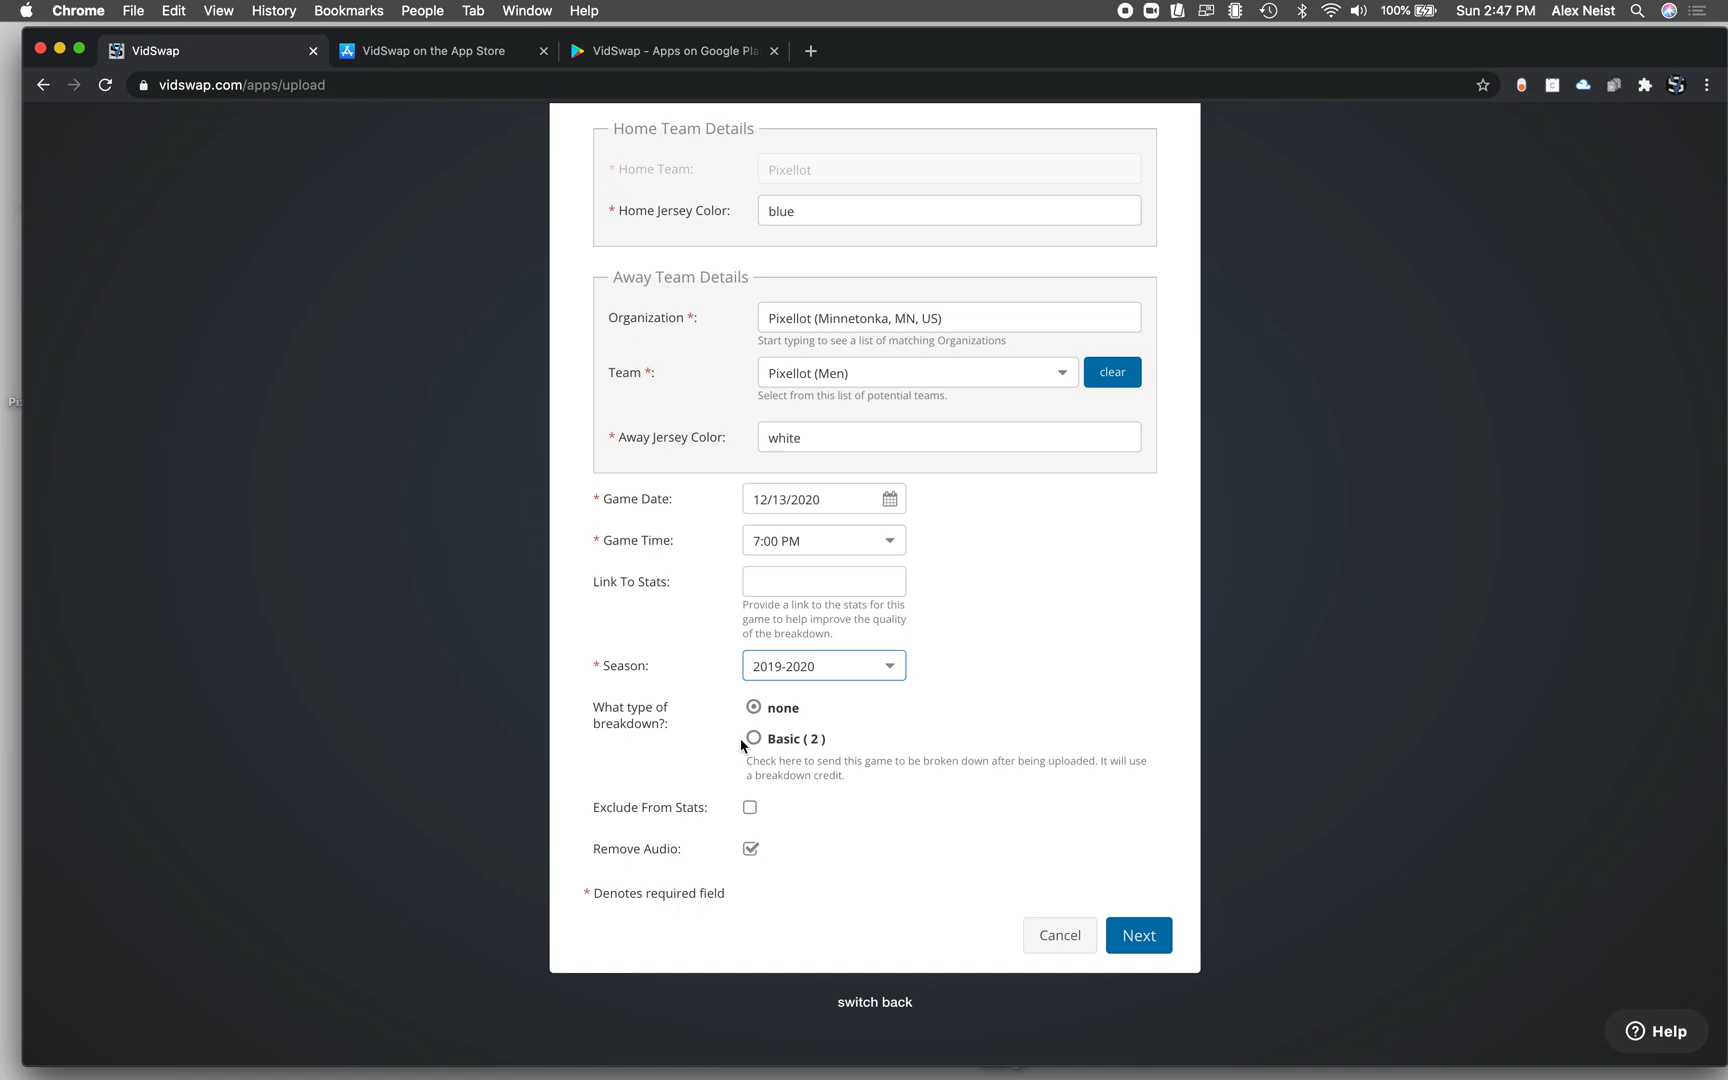 Chrome File Edit View History Bookmarks People Tab Window Help 100% Sun 2:47 PM Alex Neist
VidSwap VidSwap on the App Store VidSwap - Apps on Google Pla
vidswap.com/apps/upload
Home Team Details
* Home Team: Pixellot
* Home Jersey Color: blue
Away Team Details
Organization *: Pixellot (Minnetonka, MN, US)
Start typing to see a list of matching Organizations
Team *: Pixellot (Men) clear
Select from this list of potential teams.
* Away Jersey Color: white
* Game Date: 12/13/2020
* Game Time: 7:00 PM
Link To Stats:
Provide a link to the stats for this
game to help improve the quality
of the breakdown.
* Season: 2019-2020
What type of
breakdown?:
none
Basic ( 2 )
Check here to send this game to be broken down after being uploaded. It will use
a breakdown credit.
Exclude From Stats:
Remove Audio:
* Denotes required field
Cancel Next
switch back
Help